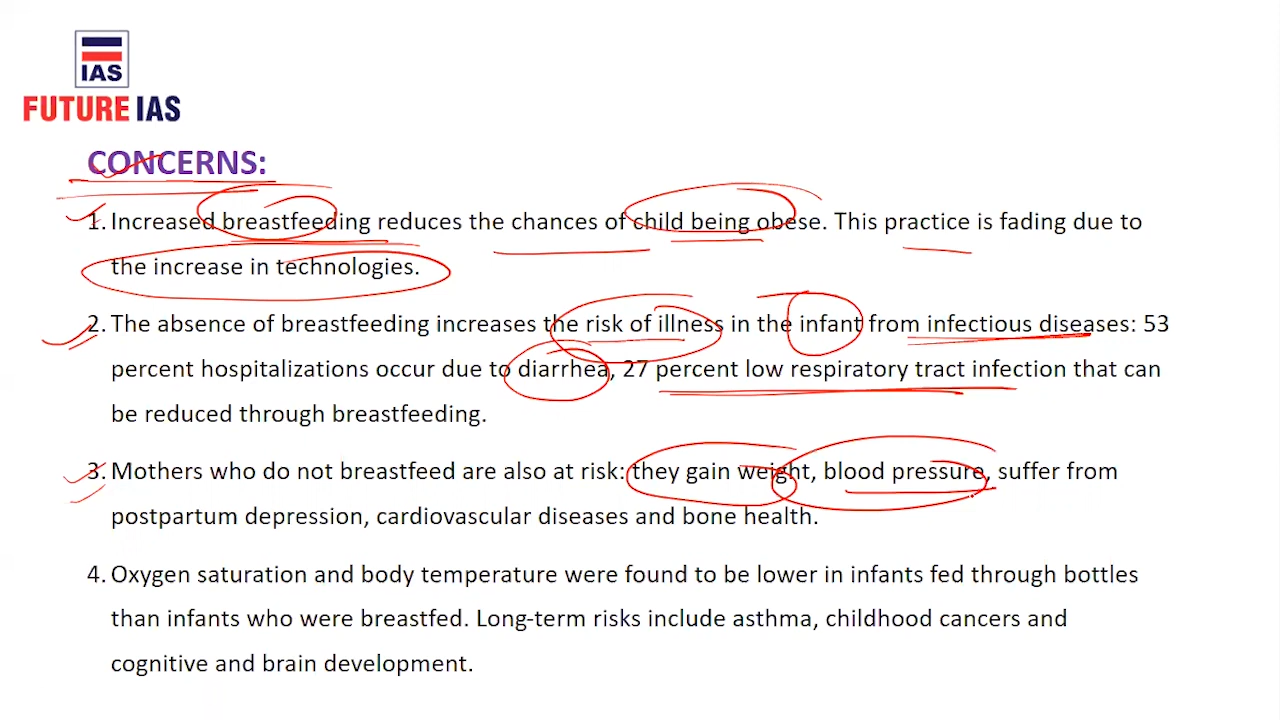 IAS
FUTURE IAS
CONCERNS:
1. Increased breastfeeding reduces the chances of child being obese. This practice is fading due to
the increase in technologies.
2. The absence of breastfeeding increases the risk of illness in the infant from infectious diseases: 53
percent hospitalizations occur due to diarrhea, 27 percent low respiratory tract infection that can
be reduced through breastfeeding.
3. Mothers who do not breastfeed are also at risk: they gain weight, blood pressure, suffer from
postpartum depression, cardiovascular diseases and bone health.
4. Oxygen saturation and body temperature were found to be lower in infants fed through bottles
than infants who were breastfed. Long-term risks include asthma, childhood cancers and
cognitive and brain development.